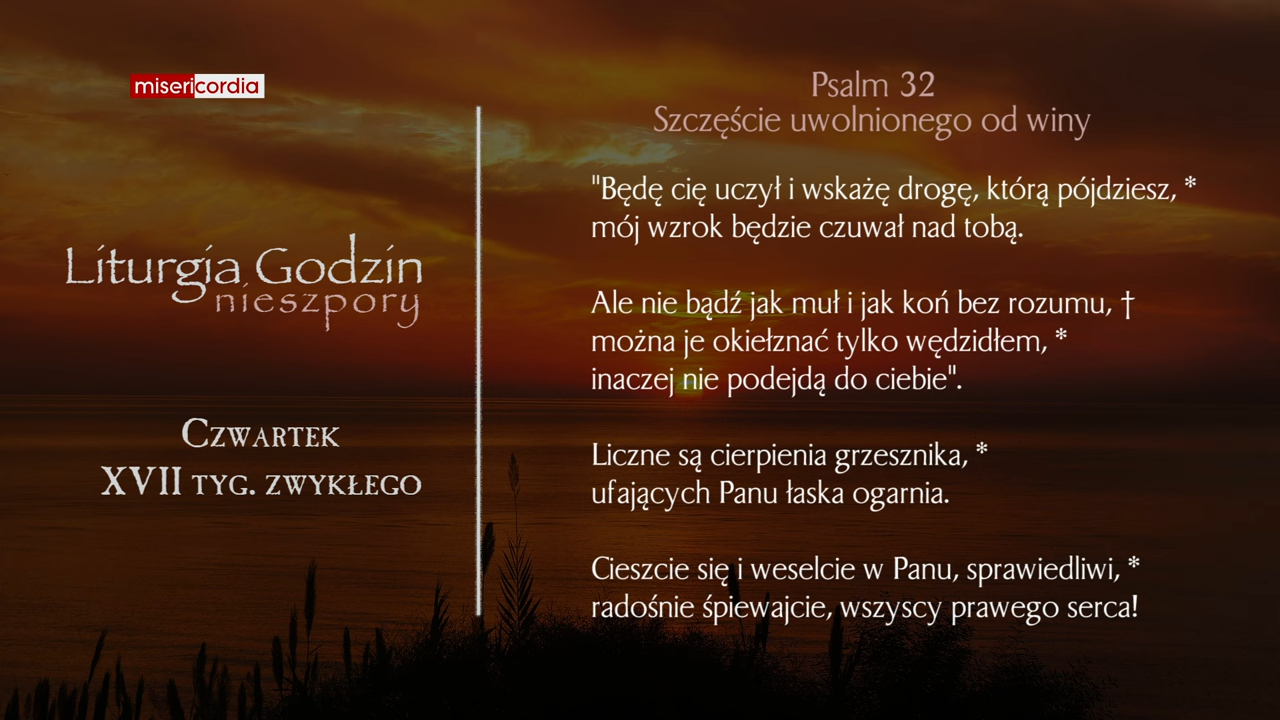 misericordia
Liturgia Godzin
nieszpory
Czwartek
XVII tyg. zwykłego
Psalm 32
Szczęście uwolnionego od winy
"Będę cię uczył i wskażę drogę, którą pójdziesz, *
mój wzrok będzie czuwał nad tobą.
Ale nie bądź jak muł i jak koń bez rozumu, †
można je okiełznać tylko wędzidłem, *
inaczej nie podejdą do ciebie".
Liczne są cierpienia grzesznika, *
ufających Panu łaska ogarnia.
Cieszcie się i weselcie w Panu, sprawiedliwi, *
radośnie śpiewajcie, wszyscy prawego serca!